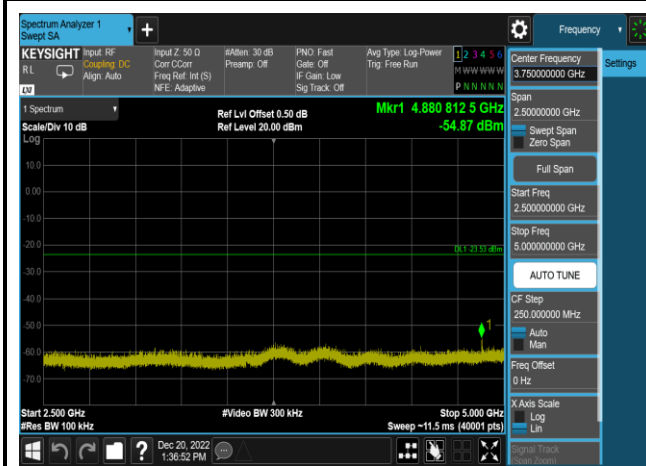 Spectrum Analyzer 1
Swept SA
+
Frequency
KEYSIGHT
RL
Input: RF
Coupling: DC
Align: Auto
Input Z: 50 Ω
Corr CCorr
Freq Ref: Int (S)
NFE: Adaptive
#Atten: 30 dB
Preamp: Off
PNO: Fast
Gate: Off
IF Gain: Low
Sig Track: Off
Avg Type: Log-Power
Trig: Free Run
1 2 3 4 5 6
M W W W W W
P N N N N N
1 Spectrum
Scale/Div 10 dB
Log
Ref Lvl Offset 0.50 dB
Ref Level 20.00 dBm
Mkr1 4.880 812 5 GHz
-54.87 dBm
10.0
0.00
-10.0
-20.0
DL1 -23.53 dBm
-30.0
-40.0
-50.0
1
-60.0
-70.0
Start 2.500 GHz
#Video BW 300 kHz
Stop 5.000 GHz
#Res BW 100 kHz
Sweep ~11.5 ms (40001 pts)
Dec 20, 2022
1:36:52 PM
Center Frequency
3.750000000 GHz
Settings
Span
2.50000000 GHz
Swept Span
Zero Span
Full Span
Start Freq
2.500000000 GHz
Stop Freq
5.000000000 GHz
AUTO TUNE
CF Step
250.000000 MHz
Auto
Man
Freq Offset
0 Hz
X Axis Scale
Log
Lin
Signal Track
(Span Zoom)